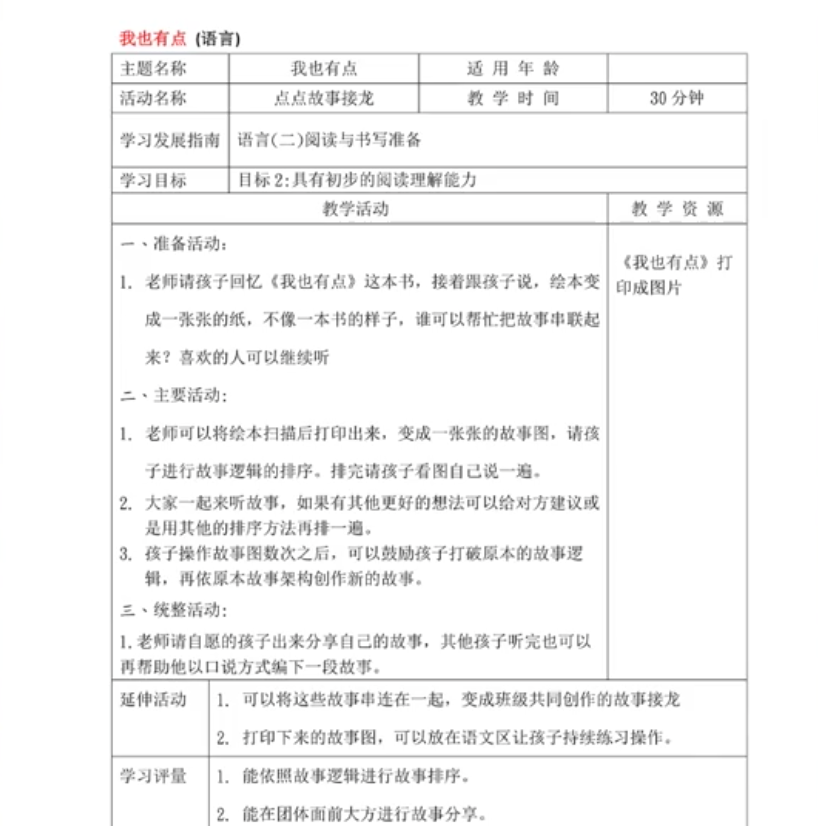 我也有点 (语言)
主题名称 我也有点 适 用 年 龄
活动名称 点点故事接龙 教 学 时 间 30 分钟
学习发展指南 语言(二)阅读与书写准备
学习目标 目标 2:具有初步的阅读理解能力
教学活动 教 学 资 源
一、准备活动:
1. 老师请孩子回忆《我也有点》这本书，接着跟孩子说，绘本变
成一张张的纸，不像一本书的样子，谁可以帮忙把故事串联起
来？喜欢的人可以继续听
二、主要活动:
1. 老师可以将绘本扫描后打印出来，变成一张张的故事图，请孩
子进行故事逻辑的排序。排完请孩子看图自己说一遍。
2. 大家一起来听故事，如果有其他更好的想法可以给对方建议或
是用其他的排序方法再排一遍。
3. 孩子操作故事图数次之后，可以鼓励孩子打破原本的故事逻
辑，再依原本故事架构创作新的故事。
三、统整活动:
1.老师请自愿的孩子出来分享自己的故事，其他孩子听完也可以
再帮助他以口说方式编下一段故事。
《我也有点》打
印成图片
延伸活动 1. 可以将这些故事串连在一起，变成班级共同创作的故事接龙
2. 打印下来的故事图，可以放在语文区让孩子持续练习操作。
学习评量 1. 能依照故事逻辑进行故事排序。
2. 能在团体面前大方进行故事分享。